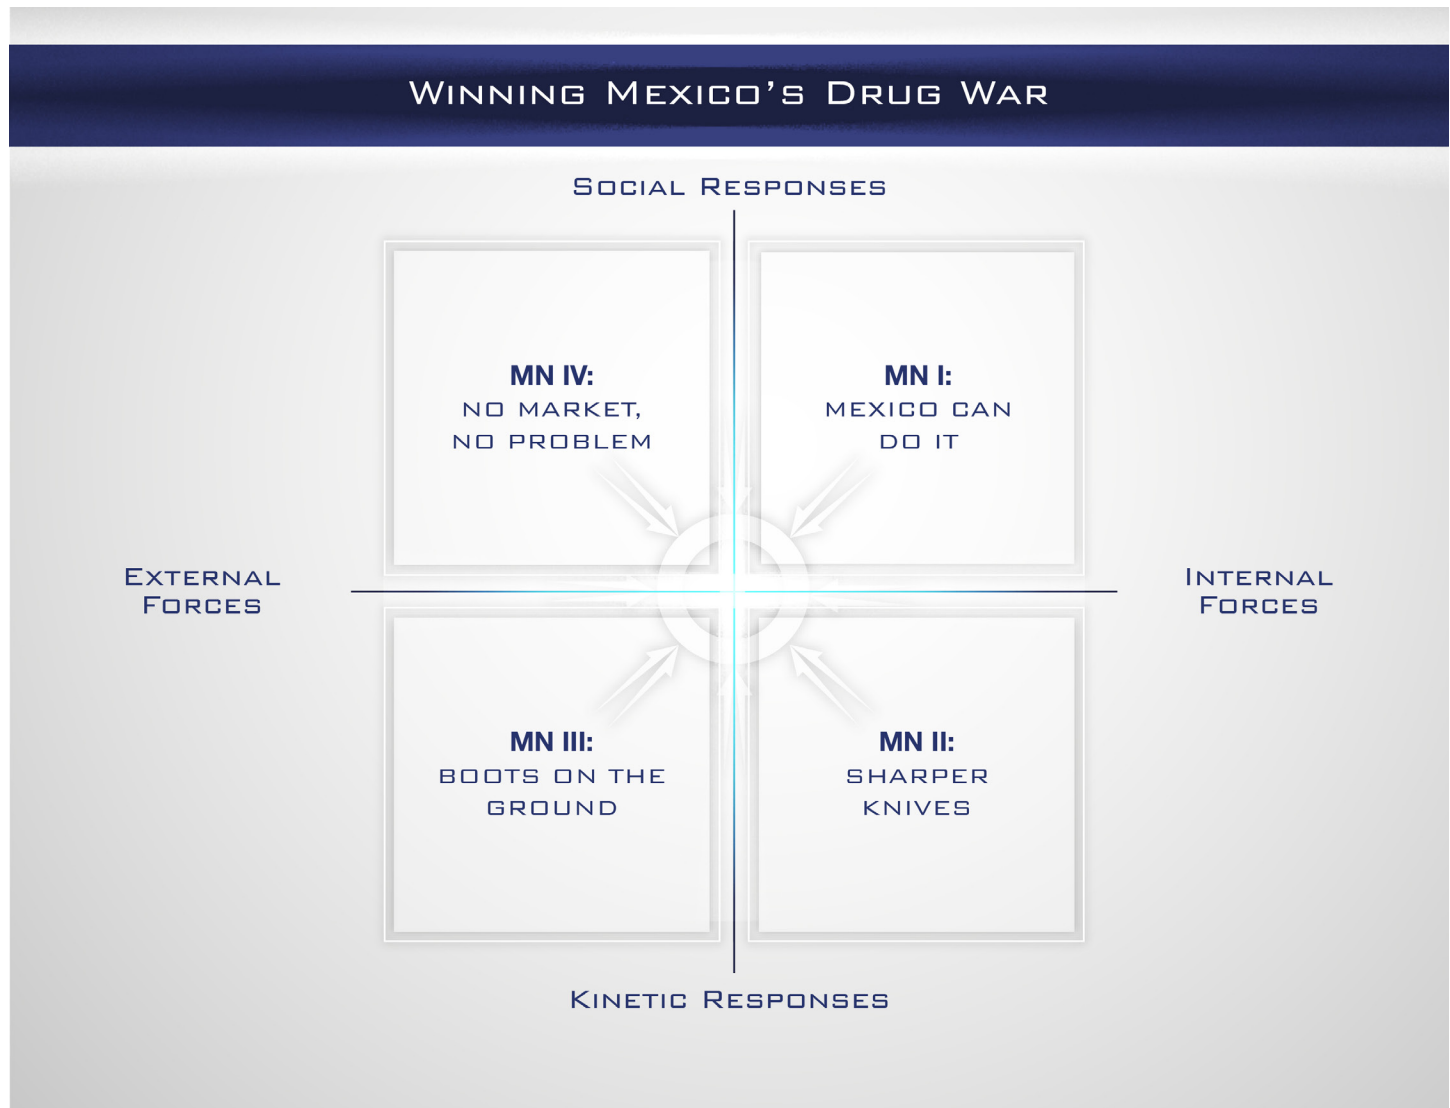 WINNING MEXICO'S DRUG WAR
SOCIAL RESPONSES
MN IV:
NO MARKET,
NO PROBLEM
MN I:
MEXICO CAN
DO IT
EXTERNAL
FORCES
INTERNAL
FORCES
MN III:
BOOTS ON THE
GROUND
MN II:
SHARPER
KNIVES
KINETIC RESPONSES